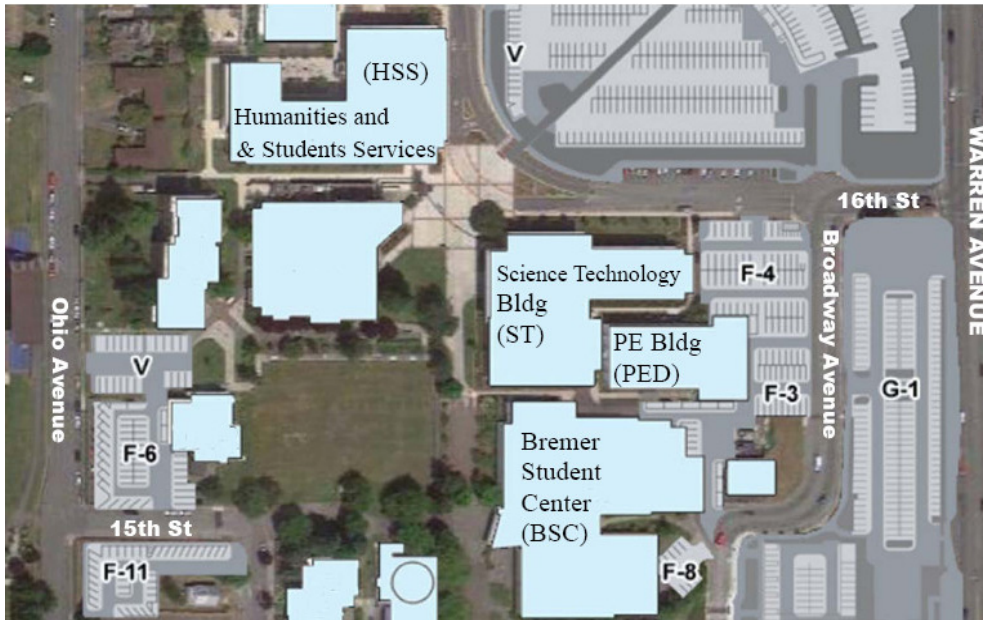 (HSS)
Humanities and
& Students Services
V
16th St
WARREN AVENUE
Science Technology
Bldg
(ST)
PE Bldg
(PED)
F-4
Broadway Avenue
Ohio Avenue
V
F-3
G-1
F-6
Bremer
Student
Center
(BSC)
15th St
F-11
F-8